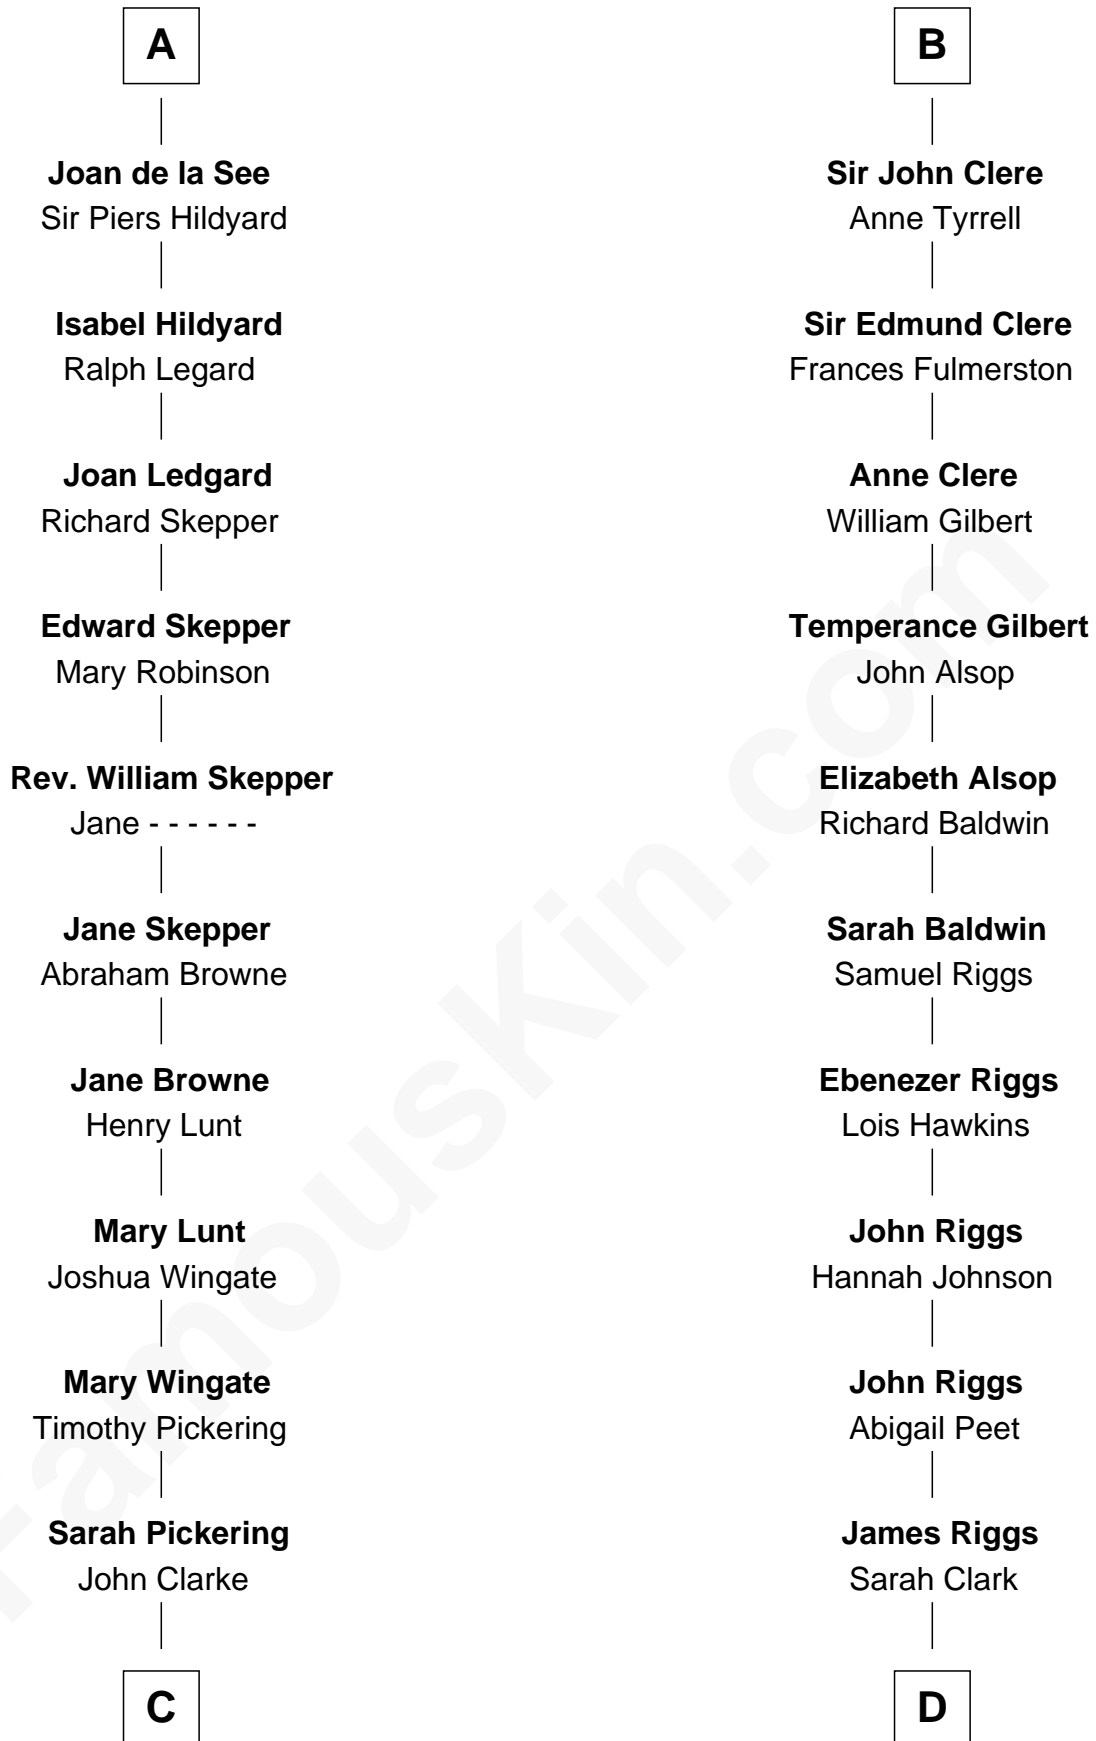 A
Joan de la See
Sir Piers Hildyard
Isabel Hildyard
Ralph Legard
Joan Ledgard
Richard Skepper
Edward Skepper
Mary Robinson
Rev. William Skepper
Jane - - - - - -
Jane Skepper
Abraham Browne
Jane Browne
Henry Lunt
Mary Lunt
Joshua Wingate
Mary Wingate
Timothy Pickering
Sarah Pickering
John Clarke
C
B
Sir John Clere
Anne Tyrrell
Sir Edmund Clere
Frances Fulmerston
Anne Clere
William Gilbert
Temperance Gilbert
John Alsop
Elizabeth Alsop
Richard Baldwin
Sarah Baldwin
Samuel Riggs
Ebenezer Riggs
Lois Hawkins
John Riggs
Hannah Johnson
John Riggs
Abigail Peet
James Riggs
Sarah Clark
D
FamousKin.com